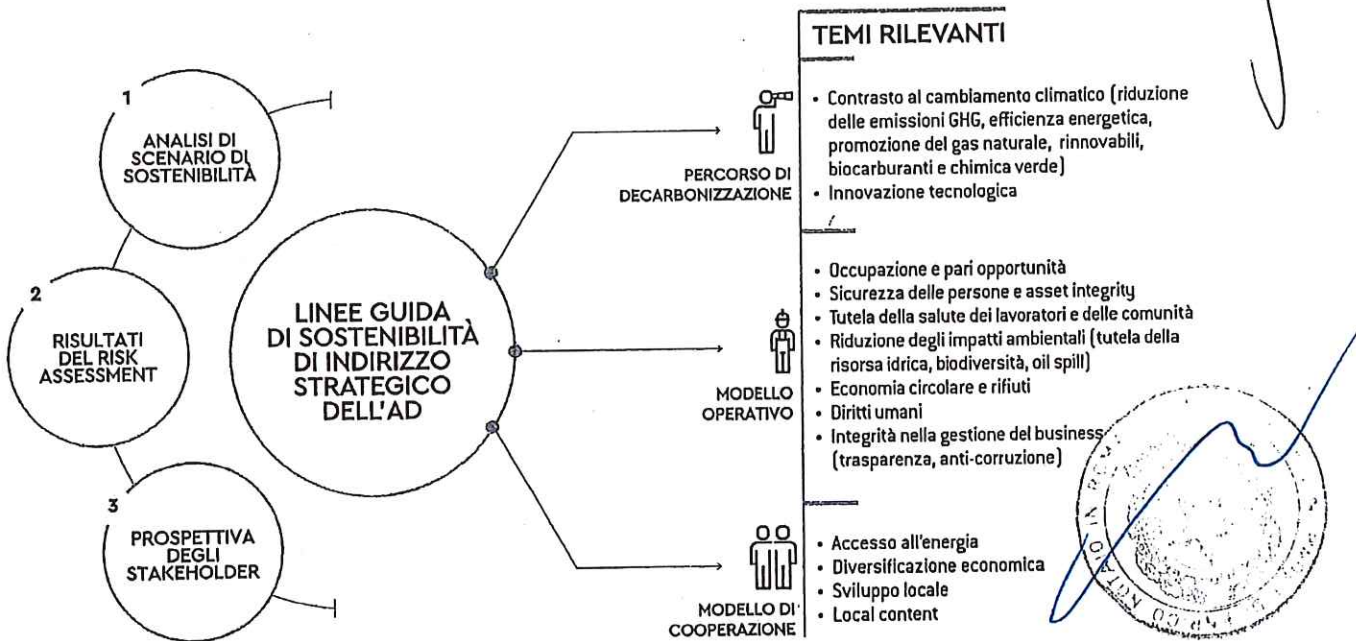 1
ANALISI DI
SCENARIO DI
SOSTENIBILITÀ
2
RISULTATI
DEL RISK
ASSESSMENT
3
PROSPETTIVA
DEGLI
STAKEHOLDER
LINEE GUIDA
DI SOSTENIBILITÀ
DI INDIRIZZO
STRATEGICO
DELL'AD
TEMI RILEVANTI
PERCORSO DI
DECARBONIZZAZIONE
• Contrasto al cambiamento climatico (riduzione
delle emissioni GHG, efficienza energetica,
promozione del gas naturale, rinnovabili,
biocarburanti e chimica verde)
• Innovazione tecnologica
MODELLO
OPERATIVO
• Occupazione e pari opportunità
• Sicurezza delle persone e asset integrity
• Tutela della salute dei lavoratori e delle comunità
• Riduzione degli impatti ambientali (tutela della
risorsa idrica, biodiversità, oil spill)
• Economia circolare e rifiuti
• Diritti umani
• Integrità nella gestione del business
(trasparenza, anti-corruzione)
MODELLO DI
COOPERAZIONE
• Accesso all'energia
• Diversificazione economica
• Sviluppo locale
• Local content
NOTAIO IN